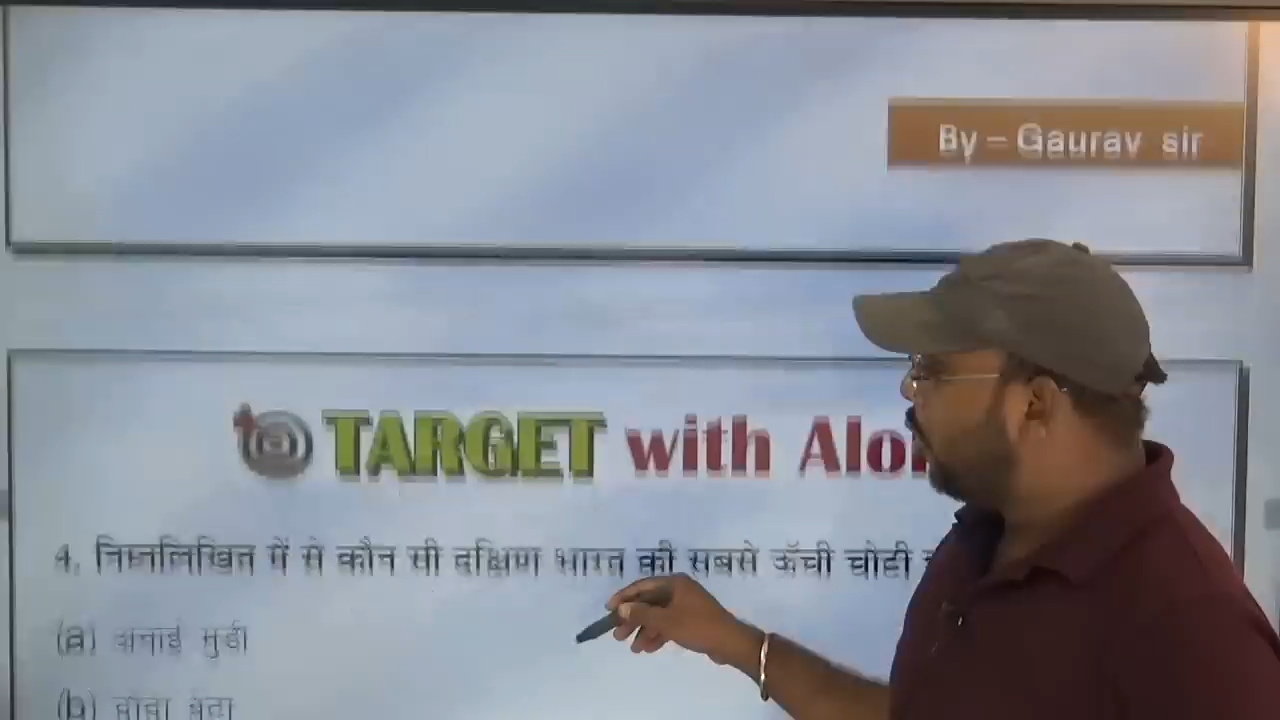 By – Gaurav sir
TARGET with
4. निम्नलिखित में से कौन सी दक्षिण भारत की सबसे ऊँची चोटी
(a) अनाई मुडी
(b)